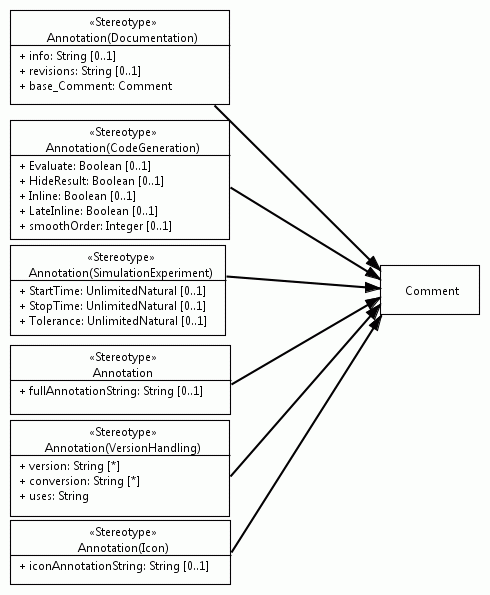 «Stereotype»
Annotation(Documentation)
+ info: String [0..1]
+ revisions: String [0..1]
+ base_Comment: Comment
«Stereotype»
Annotation(CodeGeneration)
+ Evaluate: Boolean [0..1]
+ HideResult: Boolean [0..1]
+ Inline: Boolean [0..1]
+ LateInline: Boolean [0..1]
+ smoothOrder: Integer [0..1]
«Stereotype»
Annotation(SimulationExperiment)
+ StartTime: UnlimitedNatural [0..1]
+ StopTime: UnlimitedNatural [0..1]
+ Tolerance: UnlimitedNatural [0..1]
Comment
«Stereotype»
Annotation
+ fullAnnotationString: String [0..1]
«Stereotype»
Annotation(VersionHandling)
+ version: String [*]
+ conversion: String [*]
+ uses: String
«Stereotype»
Annotation(Icon)
+ iconAnnotationString: String [0..1]